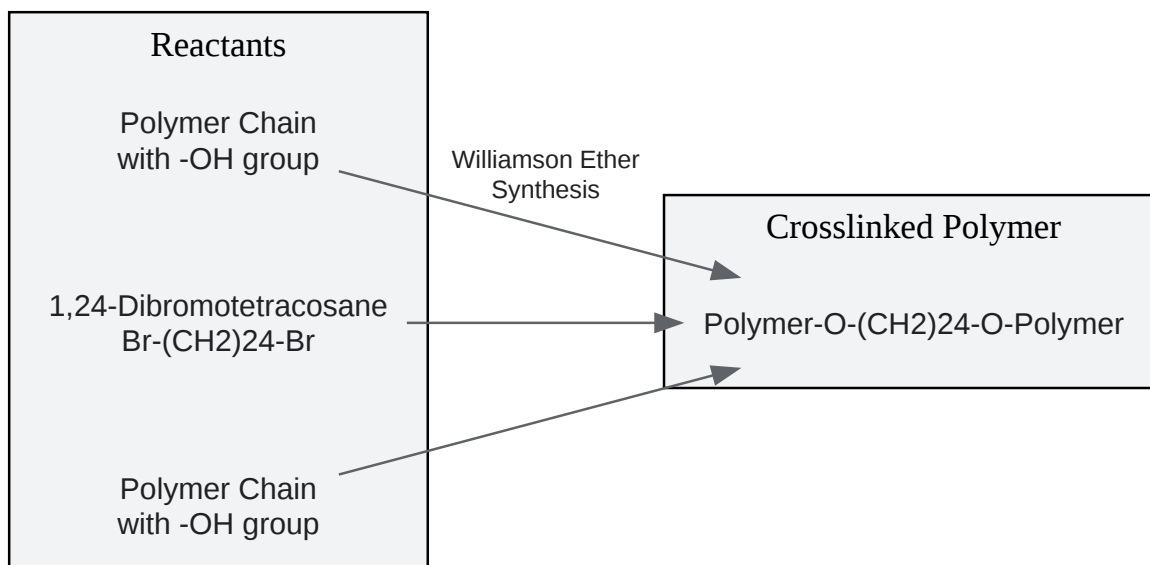 Reactants
Polymer Chain
with -OH group
Williamson Ether
Synthesis
Crosslinked Polymer
1,24-Dibromotetracosane
Br-(CH2)24-Br
Polymer-O-(CH2)24-O-Polymer
Polymer Chain
with -OH group